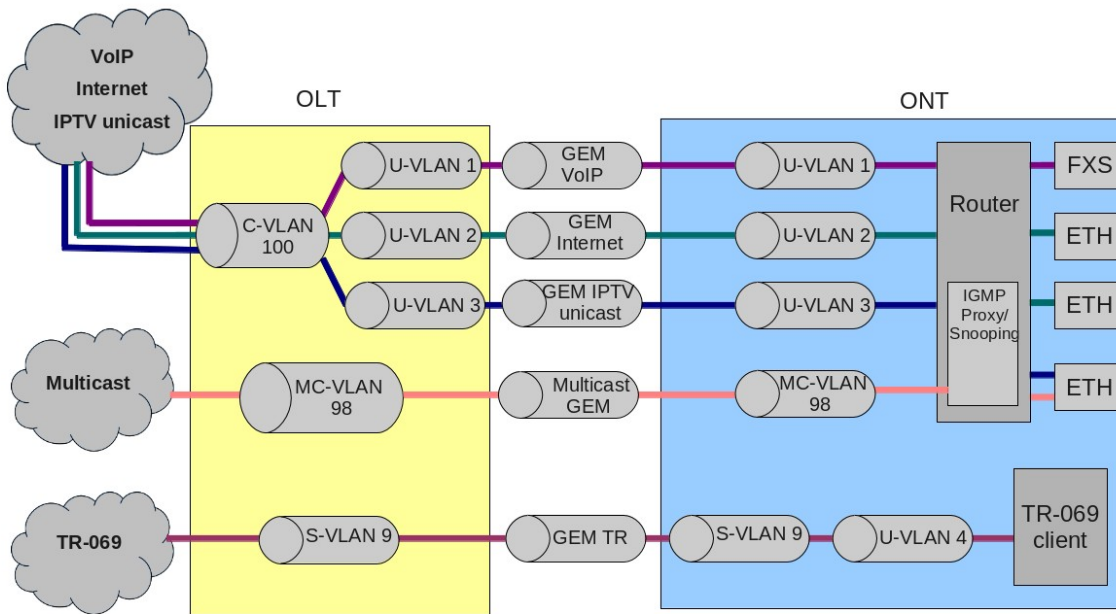 VoIP
Internet
IPTV unicast
OLT
ONT
U-VLAN 1
GEM
VoIP
U-VLAN 1
FXS
Router
C-VLAN
100
U-VLAN 2
GEM
Internet
U-VLAN 2
ETH
U-VLAN 3
GEM IPTV
unicast
U-VLAN 3
IGMP
Proxy/
Snooping
ETH
Multicast
MC-VLAN
98
Multicast
GEM
MC-VLAN
98
ETH
TR-069
S-VLAN 9
GEM TR
S-VLAN 9
U-VLAN 4
TR-069
client